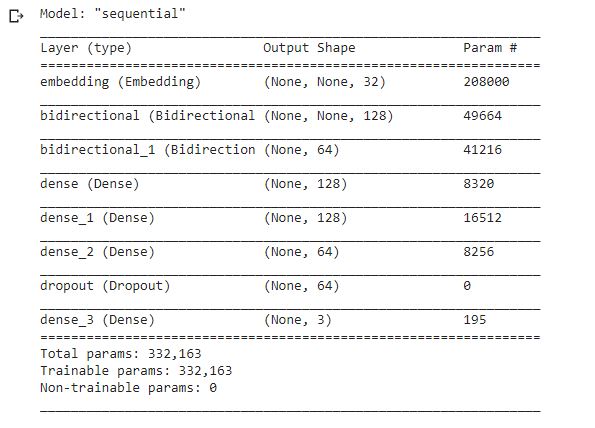 Model: "sequential"
Layer (type) Output Shape Param #
embedding (Embedding) (None, None, 32) 208000
bidirectional (Bidirectional (None, None, 128) 49664
bidirectional_1 (Bidirection (None, 64) 41216
dense (Dense) (None, 128) 8320
dense_1 (Dense) (None, 128) 16512
dense_2 (Dense) (None, 64) 8256
dropout (Dropout) (None, 64) 0
dense_3 (Dense) (None, 3) 195
Total params: 332,163
Trainable params: 332,163
Non-trainable params: 0